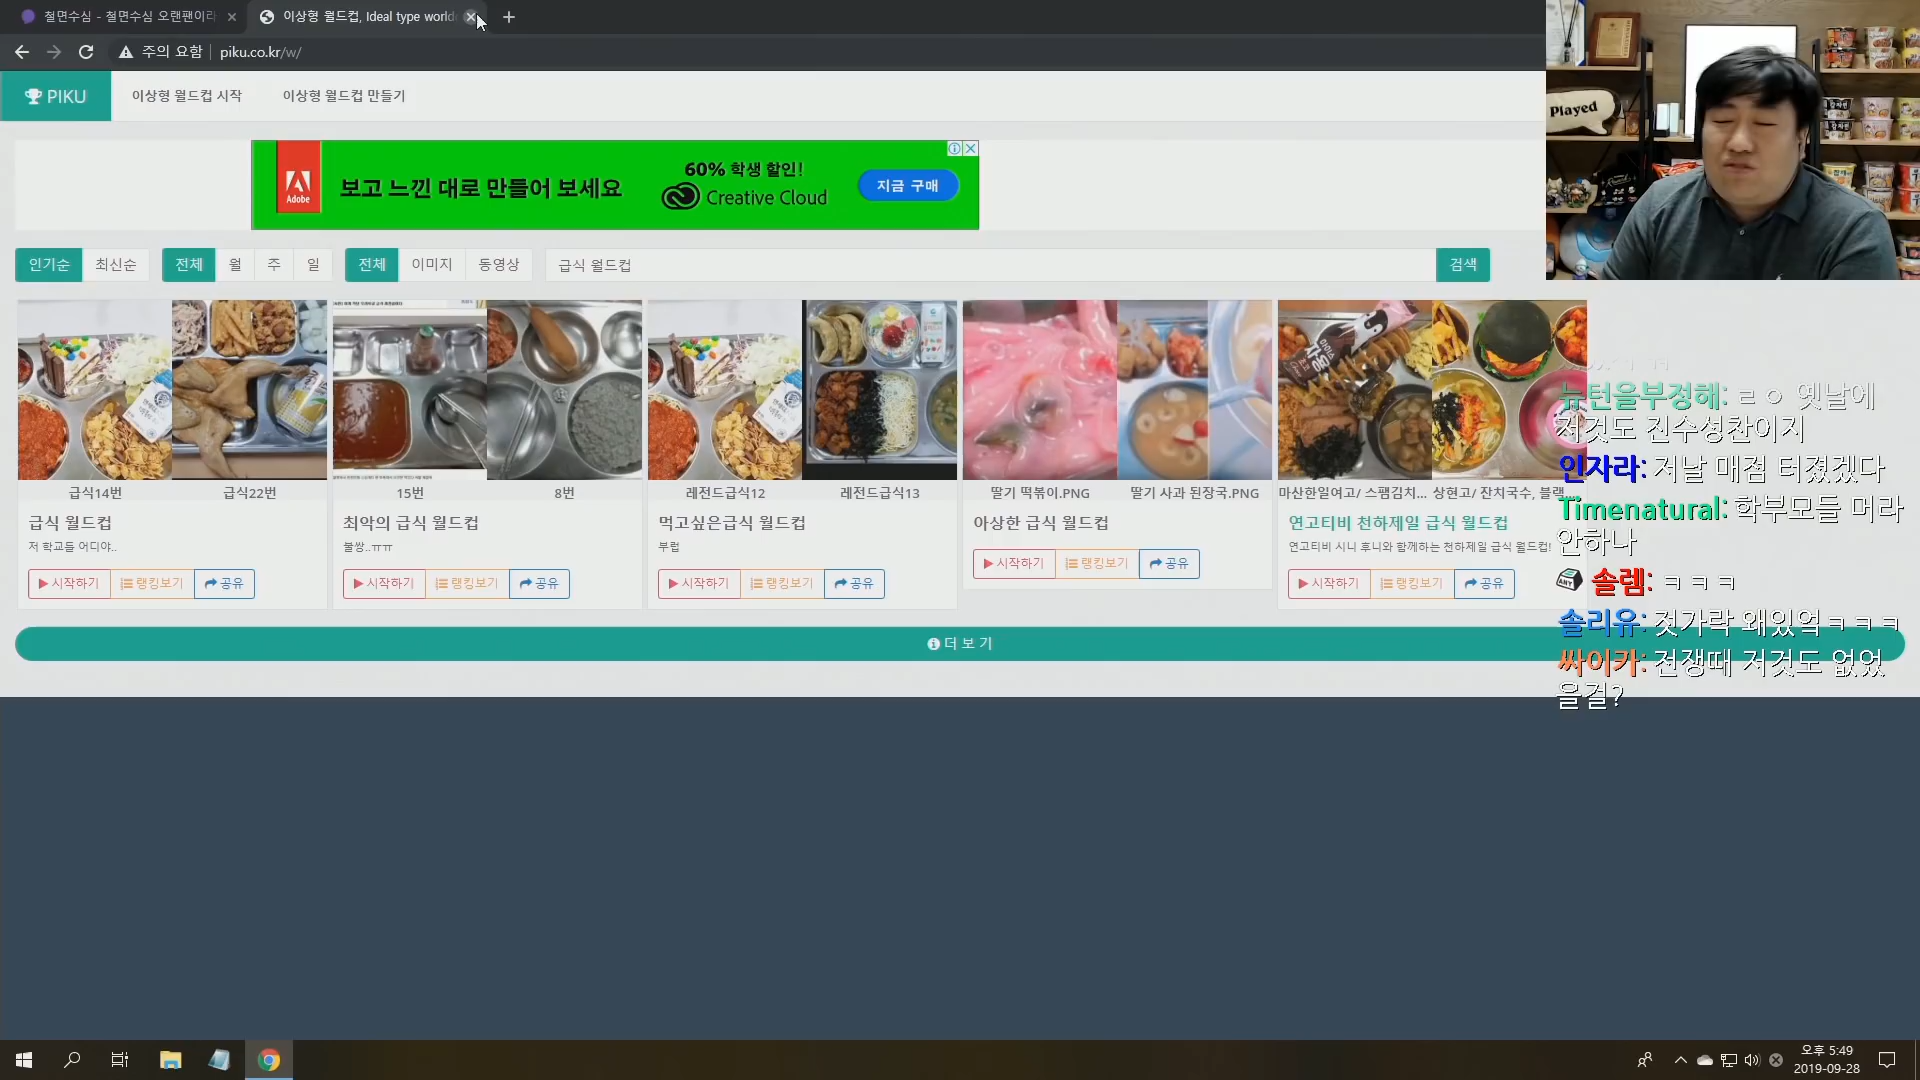 철면수심 - 철면수심 오랜팬이라
이상형 월드컵, Ideal type world
주의 요함
piku.co.kr/w/
PIKU
이상형 월드컵 시작
이상형 월드컵 만들기
Adobe
보고 느낀 대로 만들어 보세요
60% 학생 할인!
Creative Cloud
지금 구매
Played
인기순
최신순
전체
월
주
일
전체
이미지
동영상
급식 월드컵
검색
급식14번
급식22번
15번
8번
레전드급식12
레전드급식13
딸기 떡볶이.PNG
딸기 사과 된장국.PNG
마산한일여고/ 스팸김치...
상현고/ 잔치국수, 블랙
급식 월드컵
저 학교들 어디야..
시작하기
랭킹보기
공유
최악의 급식 월드컵
불쌍..ㅠㅠ
시작하기
랭킹보기
공유
먹고싶은급식 월드컵
부럽
시작하기
랭킹보기
공유
아상한 급식 월드컵
시작하기
랭킹보기
공유
연고티비 천하제일 급식 월드컵
연고티비 시니 후니와 함께하는 천하제일 급식 월드컵!
시작하기
랭킹보기
공유
더 보 기
뉴턴을부정해: ㄹㅇ 옛날에
저것도 진수성찬이지
인자라: 저날 매점 터졌겠다
Timenatural: 학부모들 머라
안하나
솔렘: ㅋㅋㅋ
솔리유: 젓가락 왜있엌ㅋㅋㅋ
싸이카: 전쟁때 저것도 없었
을걸?
오후 5:49
2019-09-28